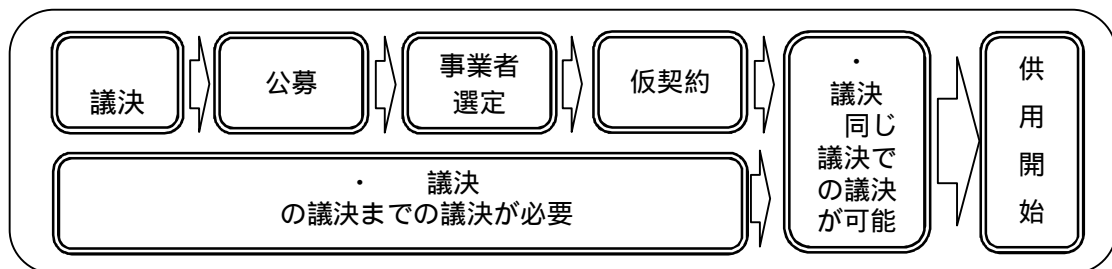 議決
公募
事業者
選定
仮契約
・　議決
の議決までの議決が必要
・
議決
同じ
議決で
の議決
が可能
供
用
開
始